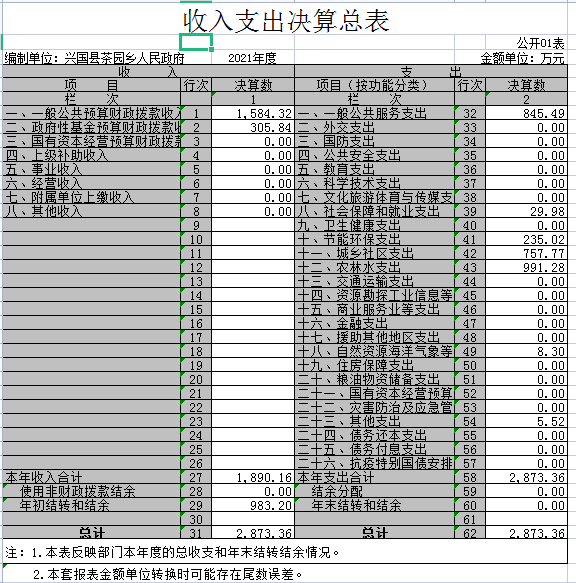 收入支出决算总表
公开01表
编制单位：兴国县茶园乡人民政府 2021年度 金额单位：万元
收 入 支 出
项 目 行次 决算数 项目（按功能分类） 行次 决算数
栏 次 1 栏 次 2
一、一般公共预算财政拨款收入 1 1,584.32 一、一般公共服务支出 32 845.49
二、政府性基金预算财政拨款 2 305.84 二、外交支出 33 0.00
三、国有资本经营预算财政拨款 3 0.00 三、国防支出 34 0.00
四、上级补助收入 4 0.00 四、公共安全支出 35 0.00
五、事业收入 5 0.00 五、教育支出 36 0.00
六、经营收入 6 0.00 六、科学技术支出 37 0.00
七、附属单位上缴收入 7 0.00 七、文化旅游体育与传媒支 38 0.00
八、其他收入 8 0.00 八、社会保障和就业支出 39 29.98
9 九、卫生健康支出 40 0.00
10 十、节能环保支出 41 235.02
11 十一、城乡社区支出 42 757.77
12 十二、农林水支出 43 991.28
13 十三、交通运输支出 44 0.00
14 十四、资源勘探工业信息等 45 0.00
15 十五、商业服务业等支出 46 0.00
16 十六、金融支出 47 0.00
17 十七、援助其他地区支出 48 0.00
18 十八、自然资源海洋气象等 49 8.30
19 十九、住房保障支出 50 0.00
20 二十、粮油物资储备支出 51 0.00
21 二十一、国有资本经营预算 52 0.00
22 二十二、灾害防治及应急管 53 0.00
23 二十三、其他支出 54 5.52
24 二十四、债务还本支出 55 0.00
25 二十五、债务付息支出 56 0.00
26 二十六、抗疫特别国债安排 57 0.00
本年收入合计 27 1,890.16 本年支出合计 58 2,873.36
使用非财政拨款结余 28 0.00 结余分配 59 0.00
年初结转和结余 29 983.20 年末结转和结余 60 0.00
30 61
总计 31 2,873.36 总计 62 2,873.36
注：1.本表反映部门本年度的总收支和年末结转结余情况。
2.本套报表金额单位转换时可能存在尾数误差。